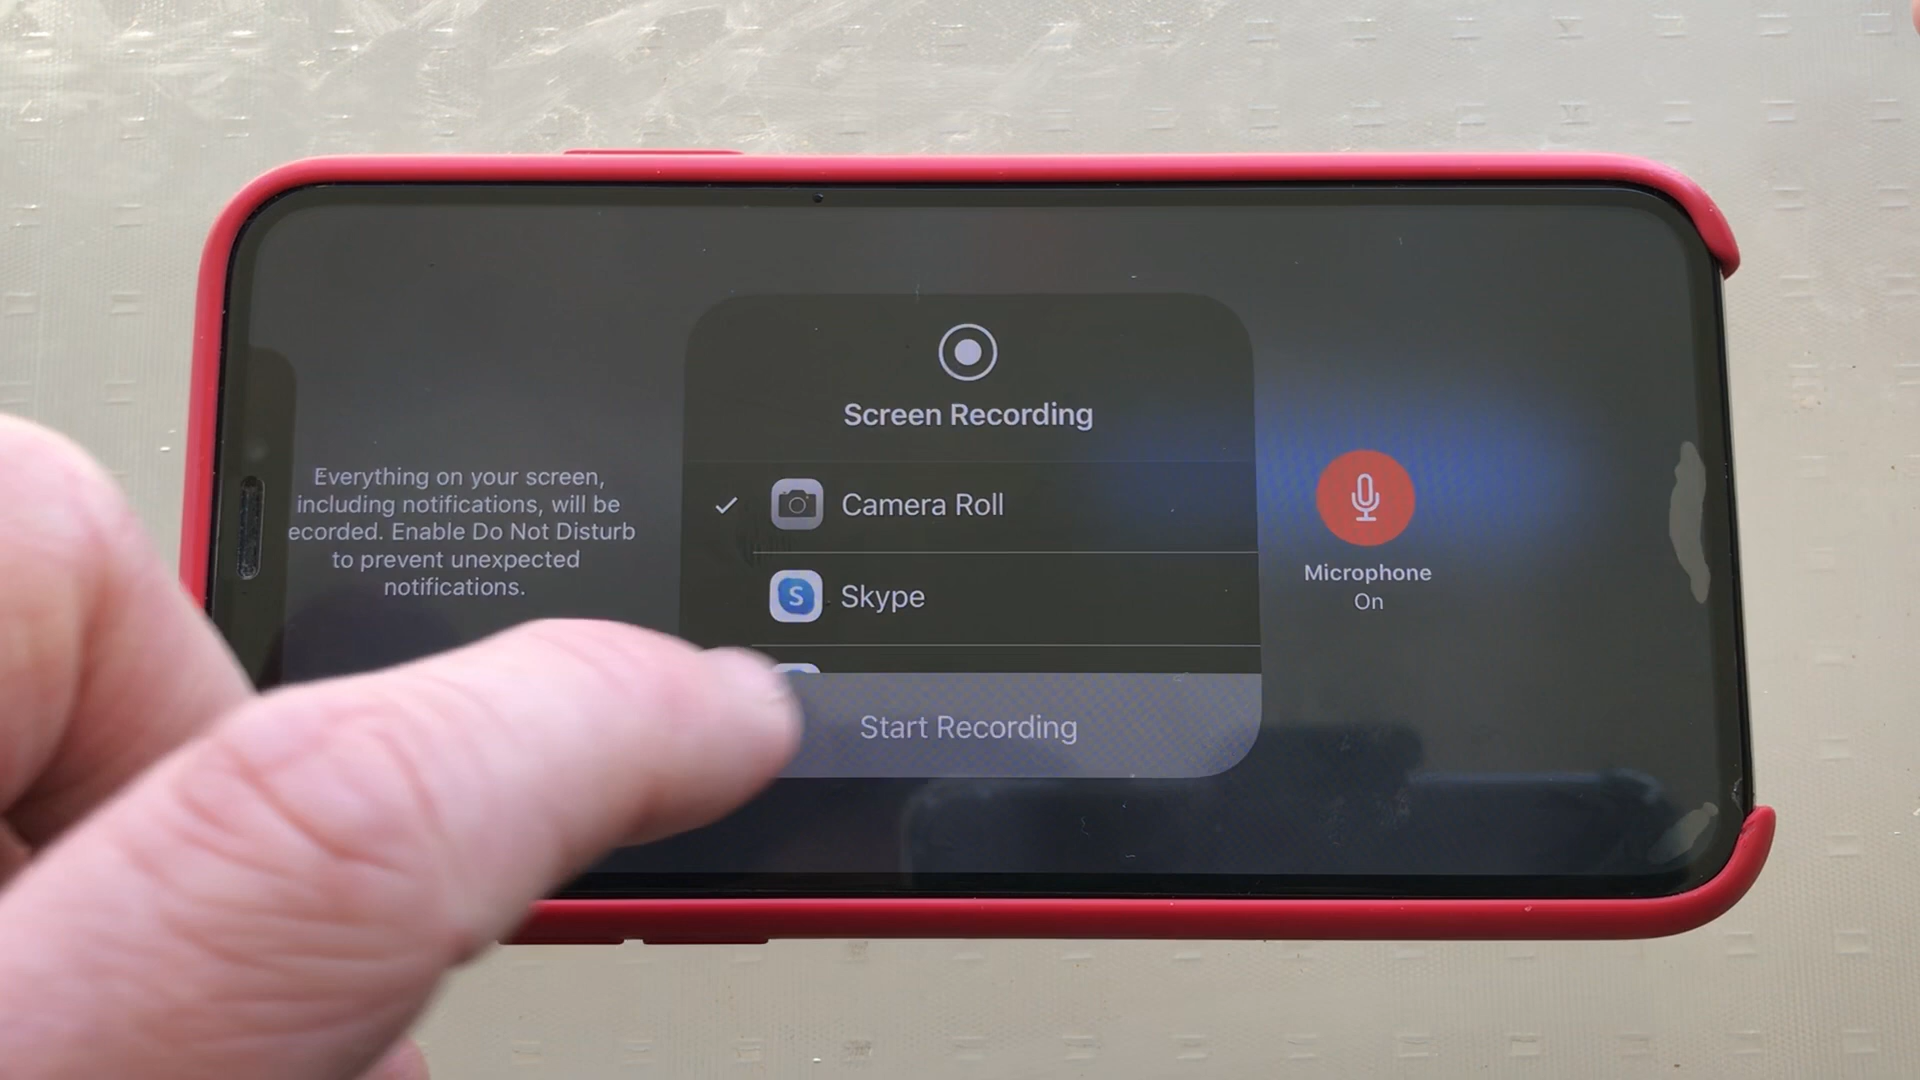 Everything on your screen,
including notifications, will be
ecorded. Enable Do Not Disturb
to prevent unexpected
notifications.
Screen Recording
Camera Roll
S
Skype
Start Recording
Microphone
On